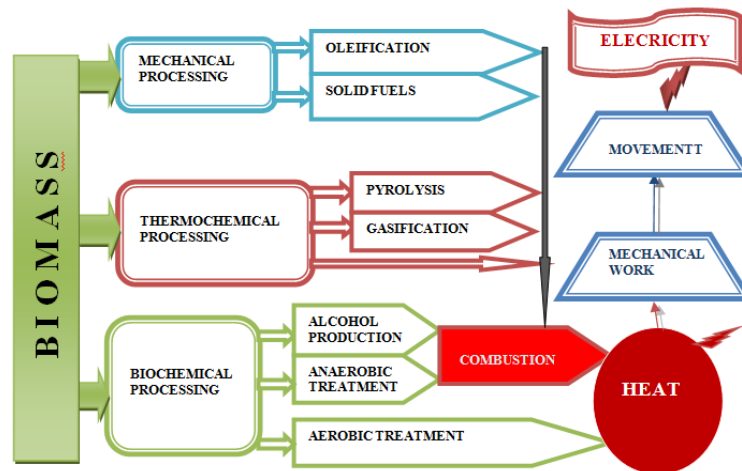 BIOMASS
MECHANICAL
PROCESSING
OLEIFICATION
SOLID FUELS
THERMOCHEMICAL
PROCESSING
PYROLYSIS
GASIFICATION
BIOCHEMICAL
PROCESSING
ALCOHOL
PRODUCTION
ANAEROBIC
TREATMENT
AEROBIC TREATMENT
COMBUSTION
HEAT
MECHANICAL
WORK
MOVEMENTT
ELECRICITY